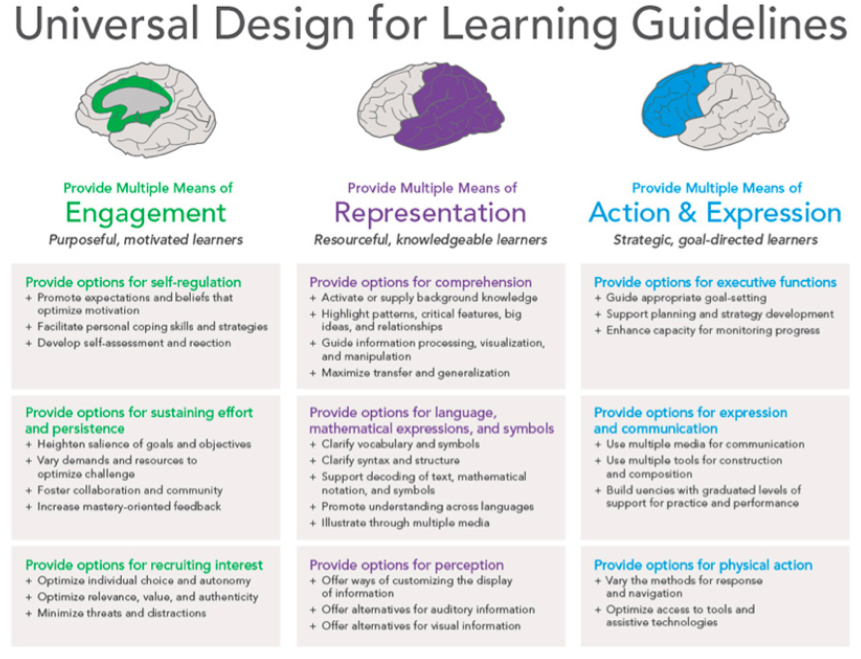 Universal Design for Learning Guidelines
Provide Multiple Means of
Engagement
Purposeful, motivated learners
Provide options for self-regulation
+ Promote expectations and beliefs that
optimize motivation
+ Facilitate personal coping skills and strategies
+ Develop self-assessment and reection
Provide options for sustaining effort
and persistence
+ Heighten salience of goals and objectives
+ Vary demands and resources to
optimize challenge
+ Foster collaboration and community
+ Increase mastery-oriented feedback
Provide options for recruiting interest
+ Optimize individual choice and autonomy
+ Optimize relevance, value, and authenticity
+ Minimize threats and distractions
Provide Multiple Means of
Representation
Resourceful, knowledgeable learners
Provide options for comprehension
+ Activate or supply background knowledge
+ Highlight patterns, critical features, big
ideas, and relationships
+ Guide information processing, visualization,
and manipulation
+ Maximize transfer and generalization
Provide options for language,
mathematical expressions, and symbols
+ Clarify vocabulary and symbols
+ Clarify syntax and structure
+ Support decoding of text, mathematical
notation, and symbols
+ Promote understanding across languages
+ Illustrate through multiple media
Provide options for perception
+ Offer ways of customizing the display
of information
+ Offer alternatives for auditory information
+ Offer alternatives for visual information
Provide Multiple Means of
Action & Expression
Strategic, goal-directed learners
Provide options for executive functions
+ Guide appropriate goal-setting
+ Support planning and strategy development
+ Enhance capacity for monitoring progress
Provide options for expression
and communication
+ Use multiple media for communication
+ Use multiple tools for construction
and composition
+ Build uencies with graduated levels of
support for practice and performance
Provide options for physical action
+ Vary the methods for response
and navigation
+ Optimize access to tools and
assistive technologies